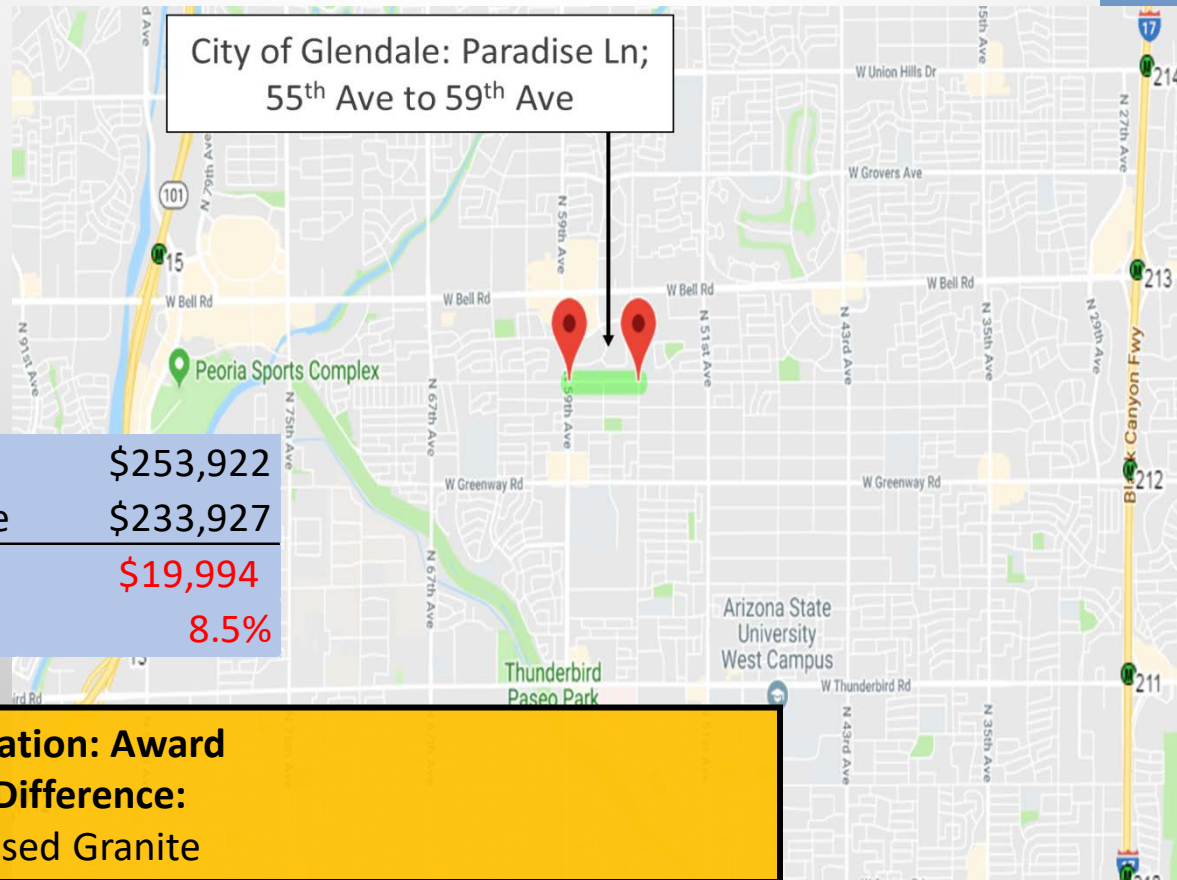 City of Glendale: Paradise Ln;
55th Ave to 59th Ave
17
214
W Union Hills Dr
N 27th Ave
N 79th Ave
101
W Grovers Ave
N 59th Ave
15
213
W Bell Rd
W Bell Rd
W Bell Rd
W Bell Rd
N 91st Ave
N 51st Ave
N 43rd Ave
N 35th Ave
N 29th Ave
Peoria Sports Complex
N 75th Ave
N 67th Ave
59th Ave
Black Canyon Fwy
$253,922
$233,927
$19,994
8.5%
W Greenway Rd
W Greenway Rd
212
N 67th Ave
Arizona State
University
West Campus
Thunderbird
Paseo Park
W Thunderbird Rd
211
N 43rd Ave
N 35th Ave
ation: Award
Difference:
sed Granite
17